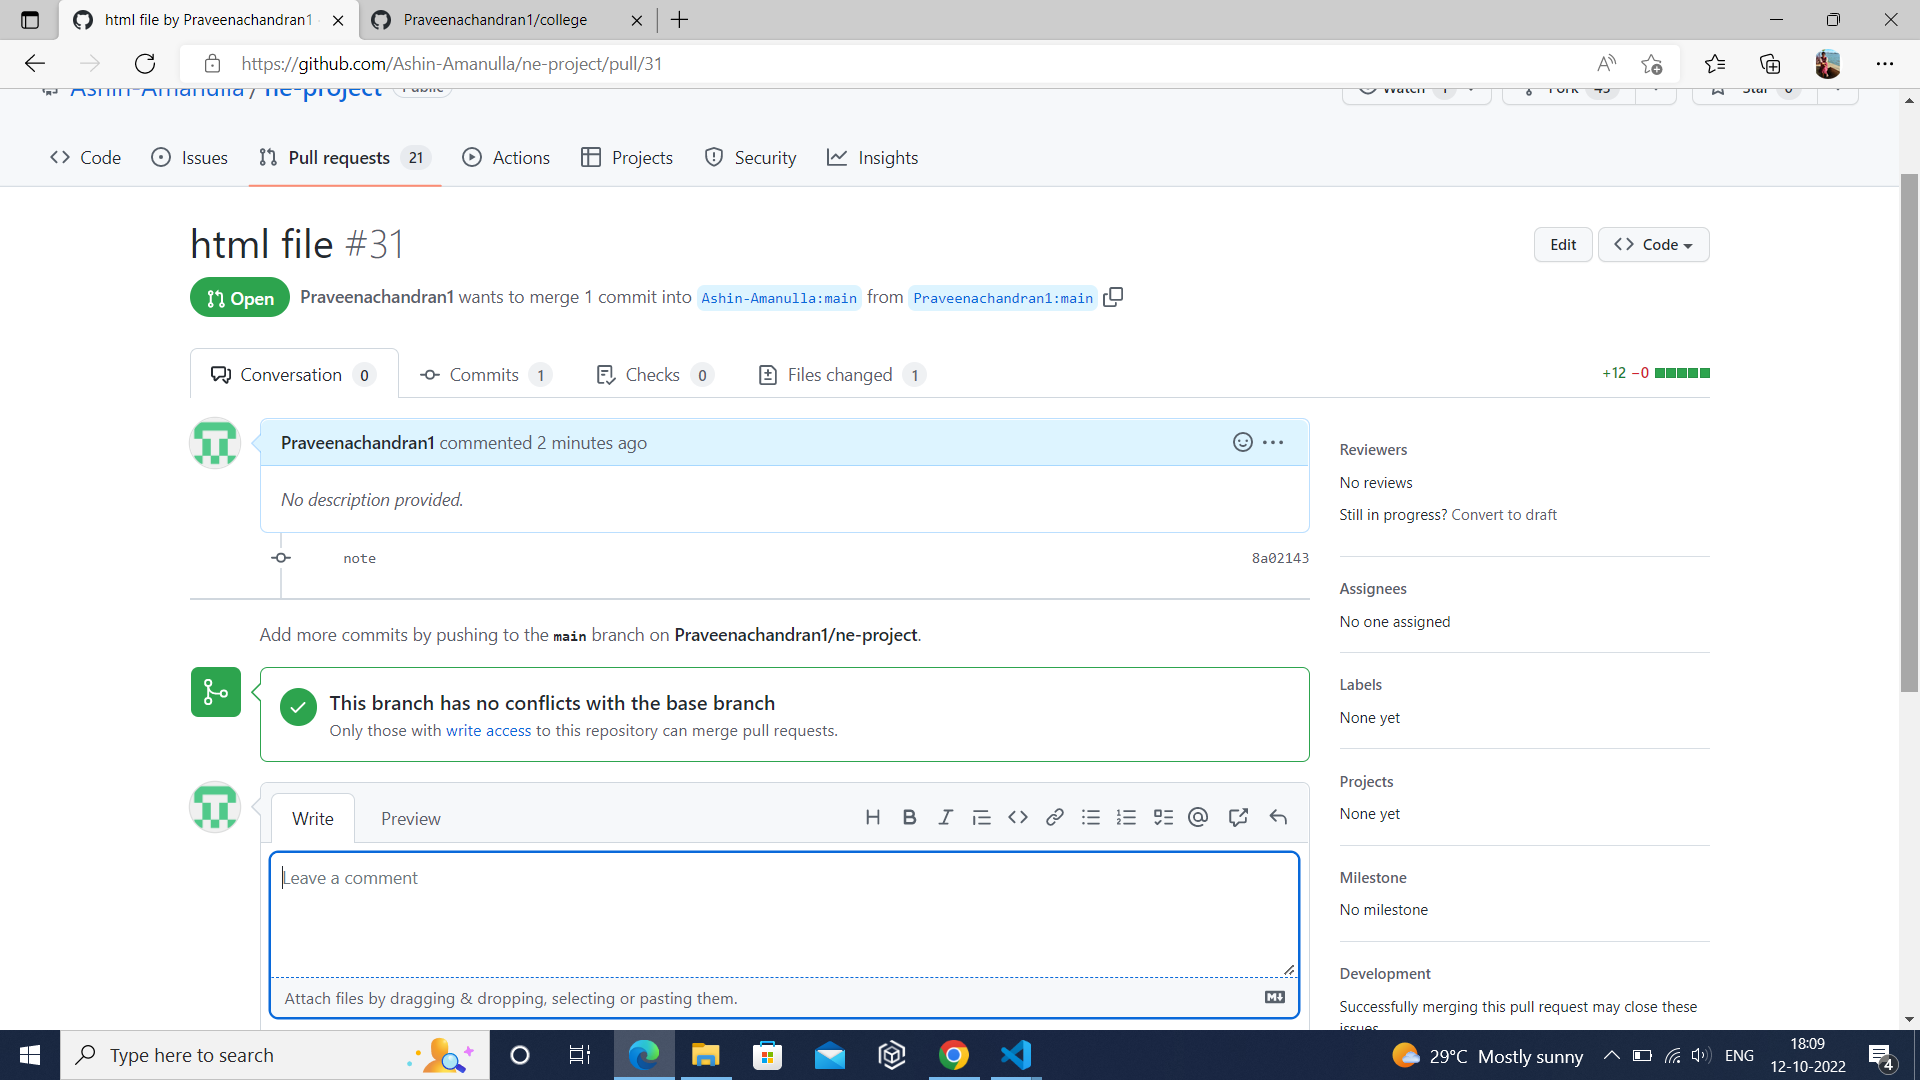 html file by Praveenachandran1
Praveenachandran1/college
https://github.com/Ashin-Amanulla/ne-project/pull/31
Ashin-Amanulla / ne-project Public
Watch 1 Fork 45 Star 0
Code Issues Pull requests 21 Actions Projects Security Insights
html file #31
Edit Code
Open Praveenachandran1 wants to merge 1 commit into Ashin-Amanulla:main from Praveenachandran1:main
Conversation 0 Commits 1 Checks 0 Files changed 1
+12 −0
Praveenachandran1 commented 2 minutes ago
No description provided.
note 8a02143
Add more commits by pushing to the main branch on Praveenachandran1/ne-project.
This branch has no conflicts with the base branch
Only those with write access to this repository can merge pull requests.
Write Preview
Leave a comment
Attach files by dragging & dropping, selecting or pasting them.
Reviewers
No reviews
Still in progress? Convert to draft
Assignees
No one assigned
Labels
None yet
Projects
None yet
Milestone
No milestone
Development
Successfully merging this pull request may close these
issues.
Type here to search
29°C Mostly sunny
ENG
18:09
12-10-2022
4